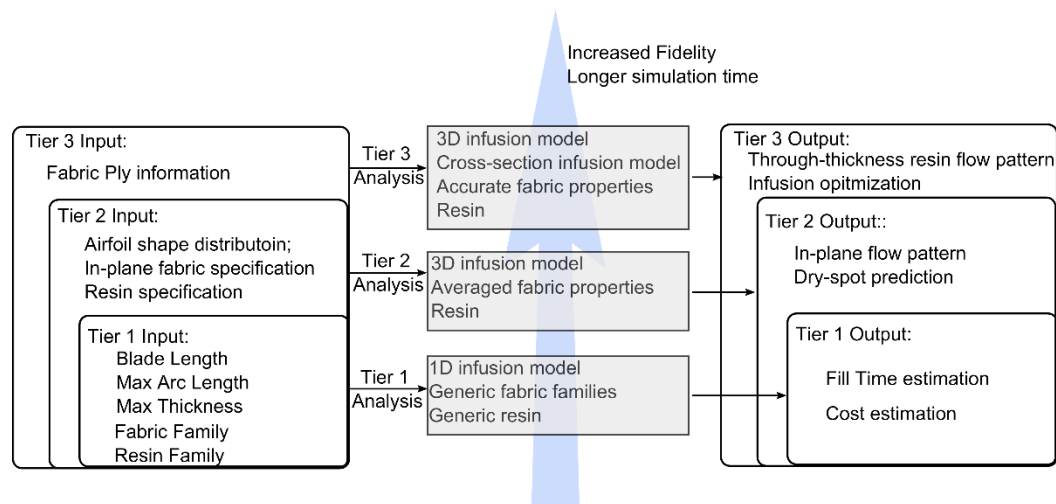 Increased Fidelity
Longer simulation time
Tier 3 Input:
Fabric Ply information
Tier 2 Input:
Airfoil shape distributoin;
In-plane fabric specification
Resin specification
Tier 1 Input:
Blade Length
Max Arc Length
Max Thickness
Fabric Family
Resin Family
Tier 3
Analysis
Tier 2
Analysis
Tier 1
Analysis
3D infusion model
Cross-section infusion model
Accurate fabric properties
Resin
3D infusion model
Averaged fabric properties
Resin
1D infusion model
Generic fabric families
Generic resin
Tier 3 Output:
Through-thickness resin flow pattern
Infusion opitmization
Tier 2 Output::
In-plane flow pattern
Dry-spot prediction
Tier 1 Output:
Fill Time estimation
Cost estimation